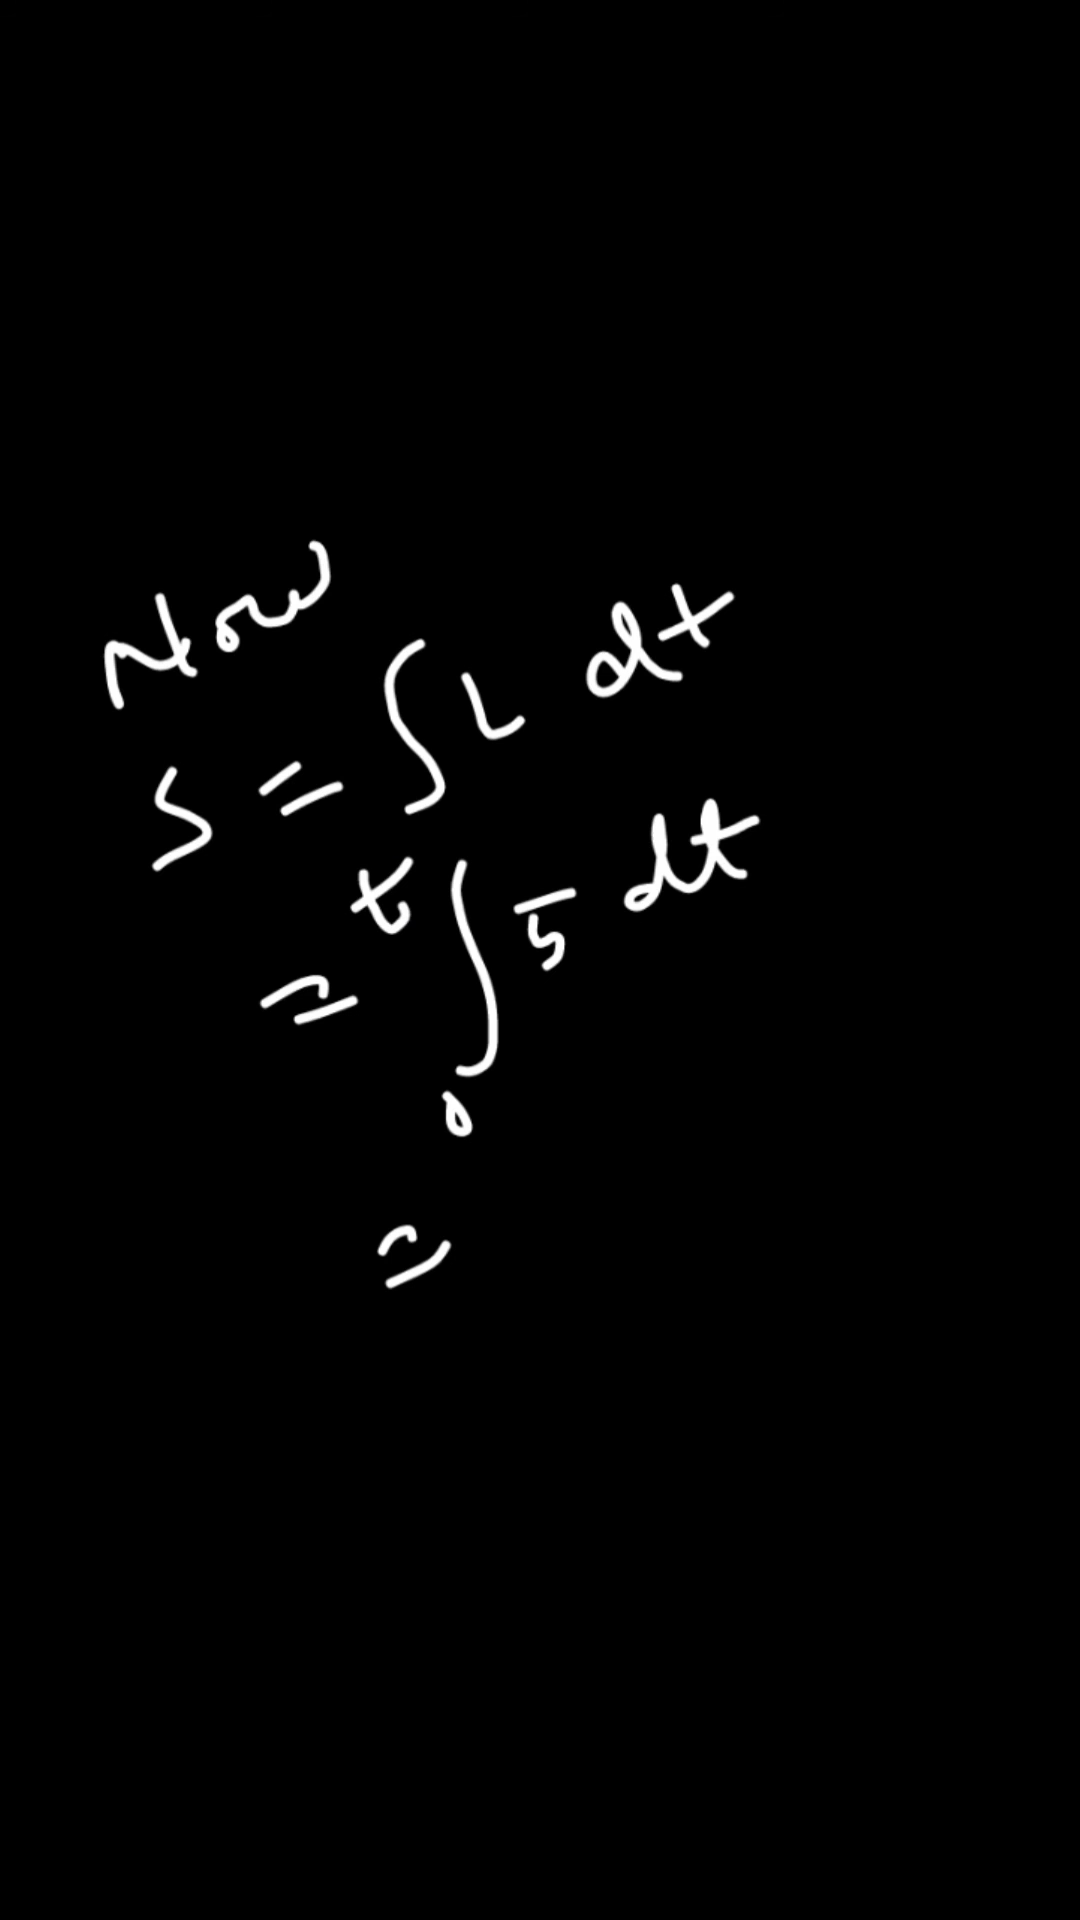 Now
S = ∫ L dt
= ∫₀ᵗ 5 dt
=